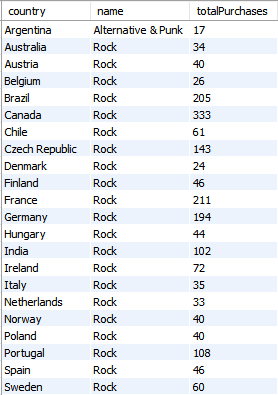 country name totalPurchases
Argentina Alternative & Punk 17
Australia Rock 34
Austria Rock 40
Belgium Rock 26
Brazil Rock 205
Canada Rock 333
Chile Rock 61
Czech Republic Rock 143
Denmark Rock 24
Finland Rock 46
France Rock 211
Germany Rock 194
Hungary Rock 44
India Rock 102
Ireland Rock 72
Italy Rock 35
Netherlands Rock 33
Norway Rock 40
Poland Rock 40
Portugal Rock 108
Spain Rock 46
Sweden Rock 60